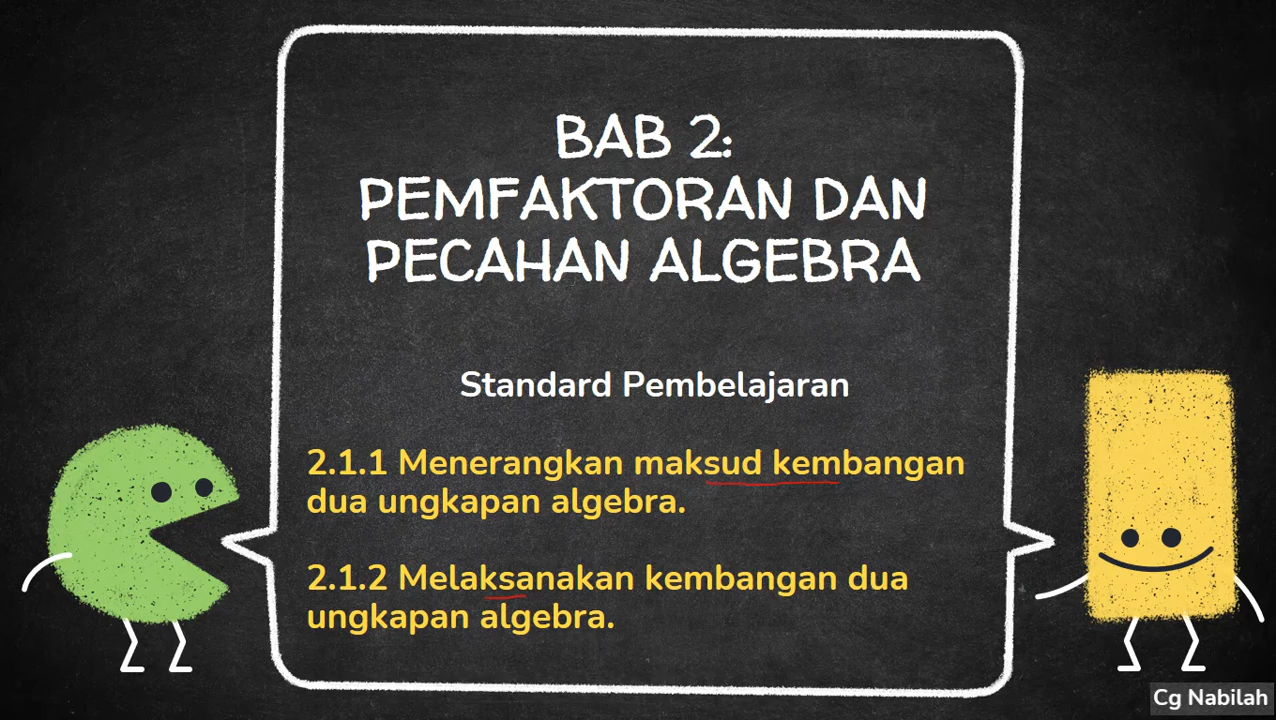 BAB 2:
PEMFAKTORAN DAN
PECAHAN ALGEBRA
Standard Pembelajaran
2.1.1 Menerangkan maksud kembangan
dua ungkapan algebra.
2.1.2 Melaksanakan kembangan dua
ungkapan algebra.
Cg Nabilah